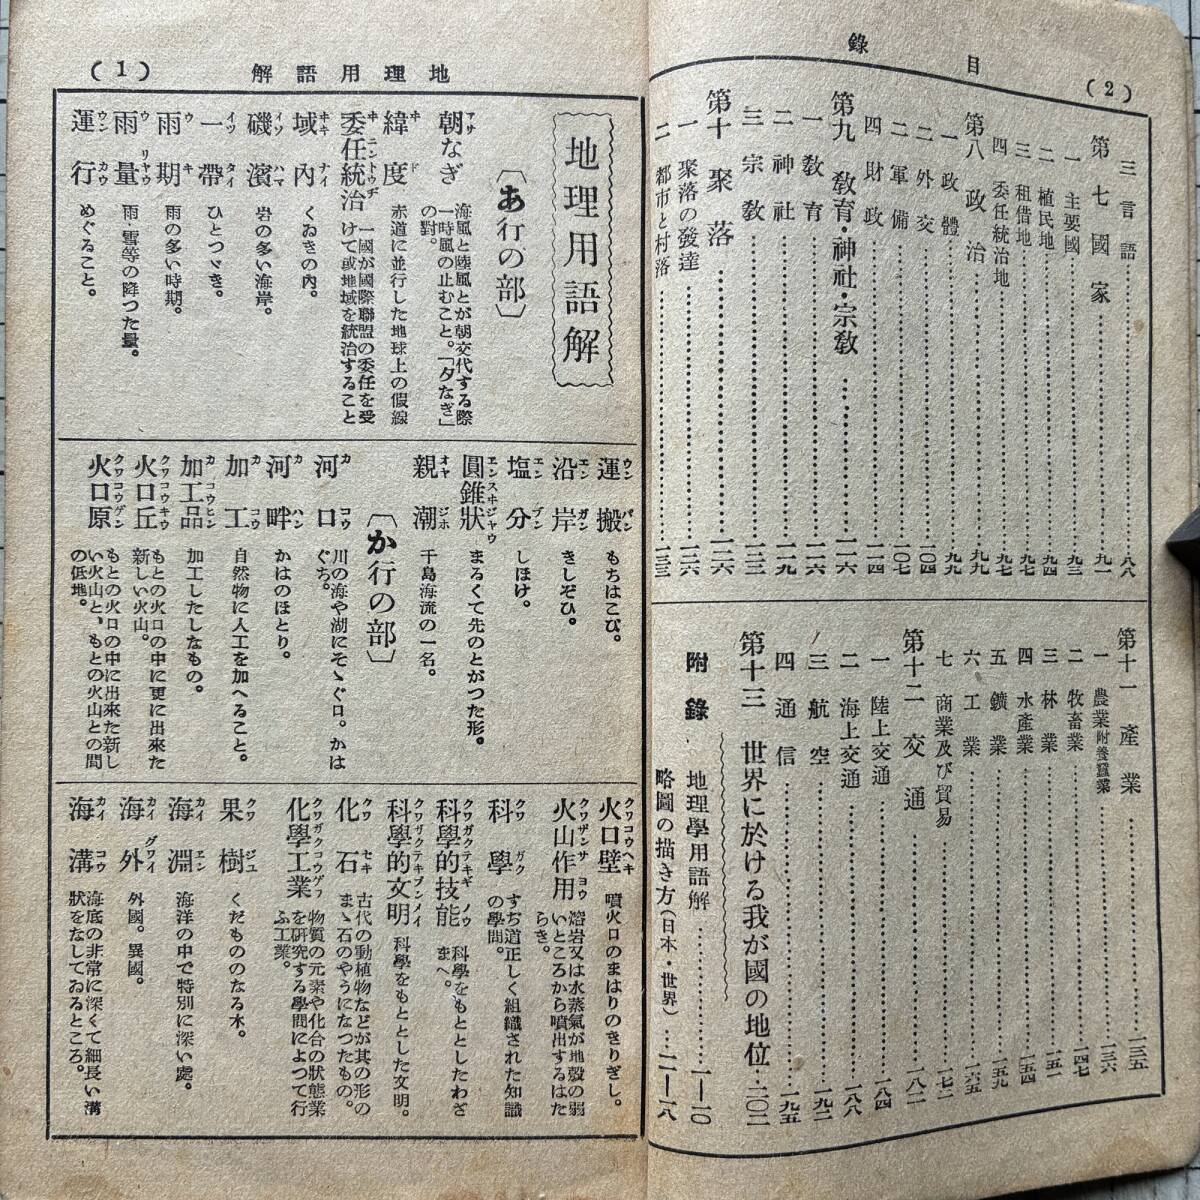 目錄
(2)
三 言語 八八
第七 國家 九一
一 主要國 九三
二 植民地 九四
三 租借地 九七
四 委任統治地 九七
第八 政治 九九
一 政體 九九
二 外交 一〇四
三 軍備 一〇七
四 財政 一一四
第九 敎育・神社・宗敎 一一六
一 敎育 一一六
二 神社 一一九
三 宗敎 一二三
第十 聚落 一二六
一 聚落の發達 一二六
二 都市と村落 一三三
第十一 產業 一三五
一 農業附養蠶業 一三六
二 牧畜業 一四七
三 林業 一五一
四 水產業 一五四
五 鑛業 一五九
六 工業 一六五
七 商業及び貿易 一七二
第十二 交通 一八二
一 陸上交通 一八四
二 海上交通 一八八
三 航空 一九二
四 通信 一九五
第十三 世界に於ける我が國の地位 二〇二
附錄 地理學用語解 一―一〇
略圖の描き方(日本・世界) 一一―一八
地理用語解
(1)
地理用語解
〔あ行の部〕
朝なぎ 海風と陸風とが朝交代する際
一時風の止むこと。「夕なぎ」
の對。
緯度 赤道に並行した地球上の假線
委任統治 一國が國際聯盟の委任を受
けて或地域を統治すること
域內 くゐきの內。
磯濱 岩の多い海岸。
一帶 ひとつゞき。
雨期 雨の多い時期。
雨量 雨・雪等の降つた量。
運行 めぐること。
運搬 もちはこび。
沿岸 きしぞひ。
塩分 しほけ。
圓錐狀 まるくて先のとがつた形。
親潮 千島海流の一名。
〔か行の部〕
河口 川の海や湖にそゝぐ口。かは
ぐち。
河畔 かはのほとり。
加工 自然物に人工を加へること。
加工品 加工したしなもの。
火口丘 もとの火口の中に更に出來た
新しい火山。
火口原 もとの火口の中に出來た新し
い火山と、もとの火山との間
の低地。
火口壁 噴火口のまはりのきりぎし。
火山作用 溶岩又は水蒸氣が地殼の弱
いところから噴出するはた
らき。
科學 すぢ道正しく組織された知識
の學問。
科學的技能 科學をもととしたわざ
まへ。
科學的文明 科學をもととした文明。
化石 古代の動植物などが其の形の
まゝ石のやうになつたもの。
化學工業 物質の元素や化合の狀態
を硏究する學問によつて行
ふ工業。
果樹 くだもののなる木。
海淵 海洋の中で特別に深い處。
海外 外國。異國。
海溝 海底の非常に深くて細長い溝
狀をなしてゐるところ。